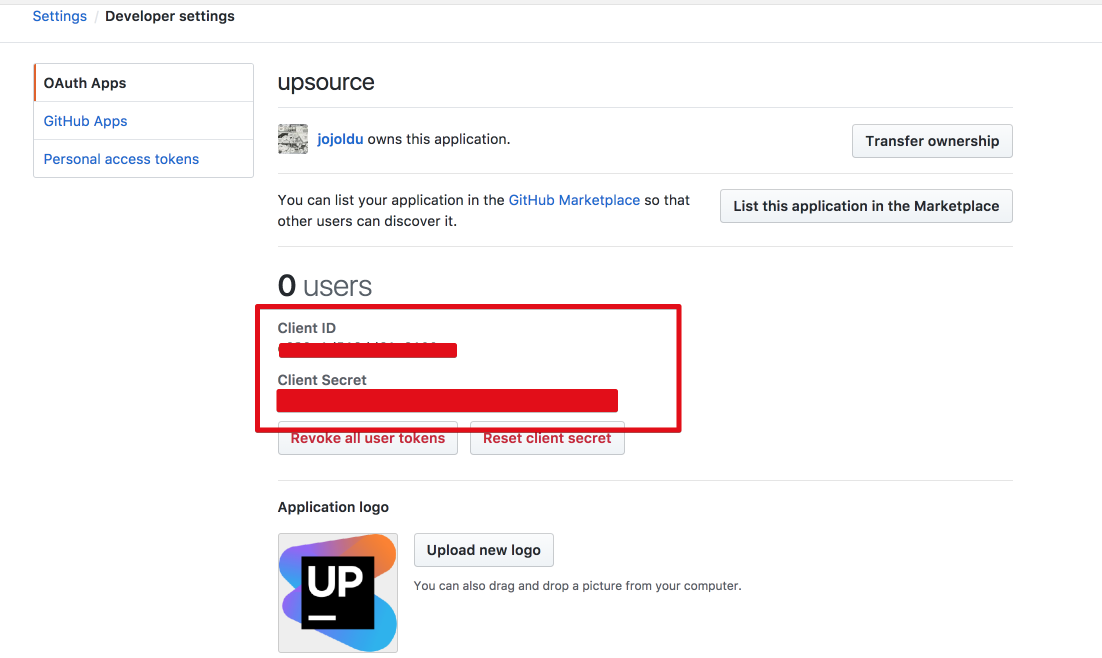 Settings / Developer settings
OAuth Apps
GitHub Apps
Personal access tokens
upsource
jojoldu owns this application.
Transfer ownership
You can list your application in the GitHub Marketplace so that
other users can discover it.
List this application in the Marketplace
0 users
Client ID
Client Secret
Revoke all user tokens
Reset client secret
Application logo
UP
Upload new logo
You can also drag and drop a picture from your computer.